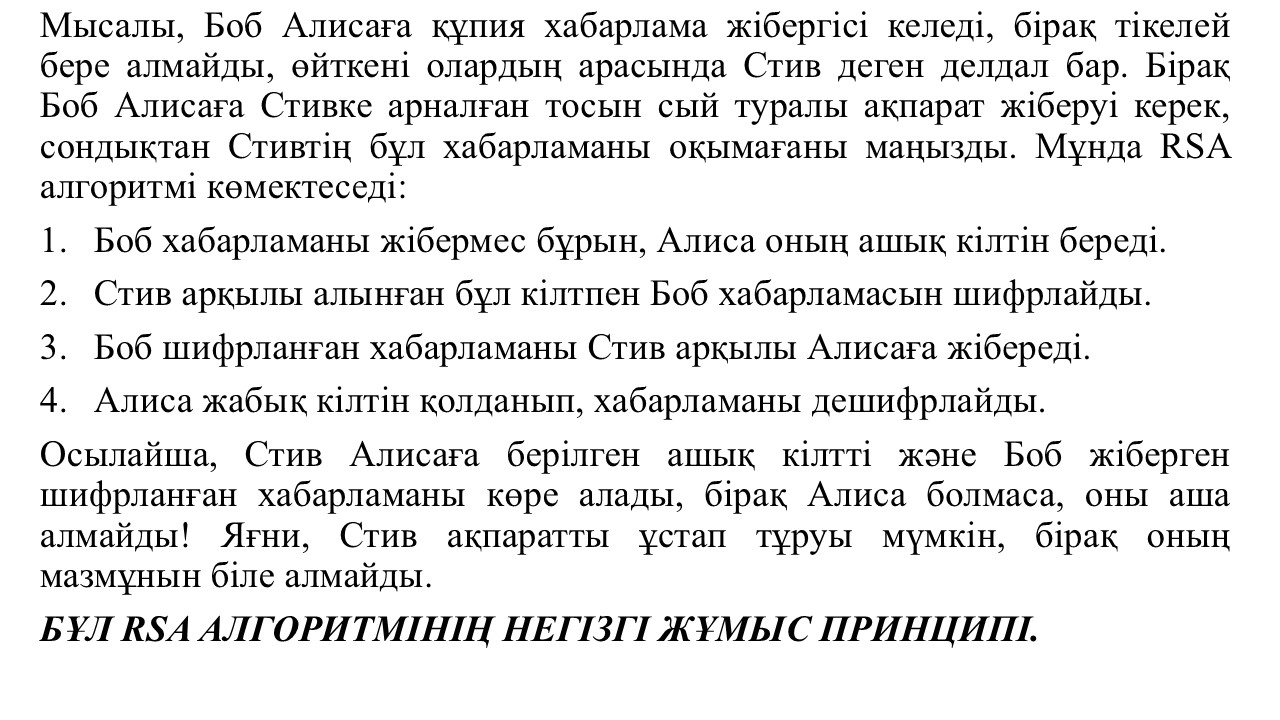 Мысалы, Боб Алисаға құпия хабарлама жібергісі келеді, бірақ тікелей
бере алмайды, өйткені олардың арасында Стив деген делдал бар. Бірақ
Боб Алисаға Стивке арналған тосын сый туралы ақпарат жіберуі керек,
сондықтан Стивтің бұл хабарламаны оқымағаны маңызды. Мұнда RSA
алгоритмі көмектеседі:
1. Боб хабарламаны жібермес бұрын, Алиса оның ашық кілтін береді.
2. Стив арқылы алынған бұл кілтпен Боб хабарламасын шифрлайды.
3. Боб шифрланған хабарламаны Стив арқылы Алисаға жібереді.
4. Алиса жабық кілтін қолданып, хабарламаны дешифрлайды.
Осылайша, Стив Алисаға берілген ашық кілтті және Боб жіберген
шифрланған хабарламаны көре алады, бірақ Алиса болмаса, оны аша
алмайды! Яғни, Стив ақпаратты ұстап тұруы мүмкін, бірақ оның
мазмұнын біле алмайды.
БҰЛ RSA АЛГОРИТМІНІҢ НЕГІЗГІ ЖҰМЫС ПРИНЦИПІ.